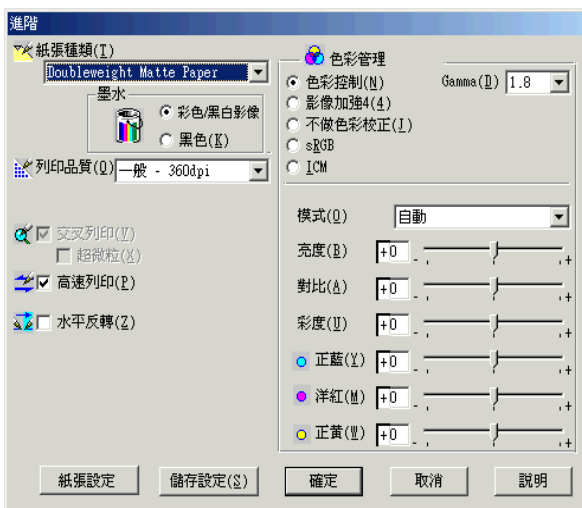 進階
紙張種類(T)
Doubleweight Matte Paper
墨水
彩色/黑白影像
黑色(K)
列印品質(Q) 一般 - 360dpi
交叉列印(V)
超微粒(X)
高速列印(P)
水平反轉(Z)
色彩管理
色彩控制(N) Gamma(D) 1.8
影像加強4(4)
不做色彩校正(J)
sRGB
ICM
模式(O) 自動
亮度(B) +0 - +
對比(A) +0 - +
彩度(U) +0 - +
正藍(Y) +0 - +
洋紅(M) +0 - +
正黃(W) +0 - +
紙張設定 儲存設定(S) 確定 取消 說明